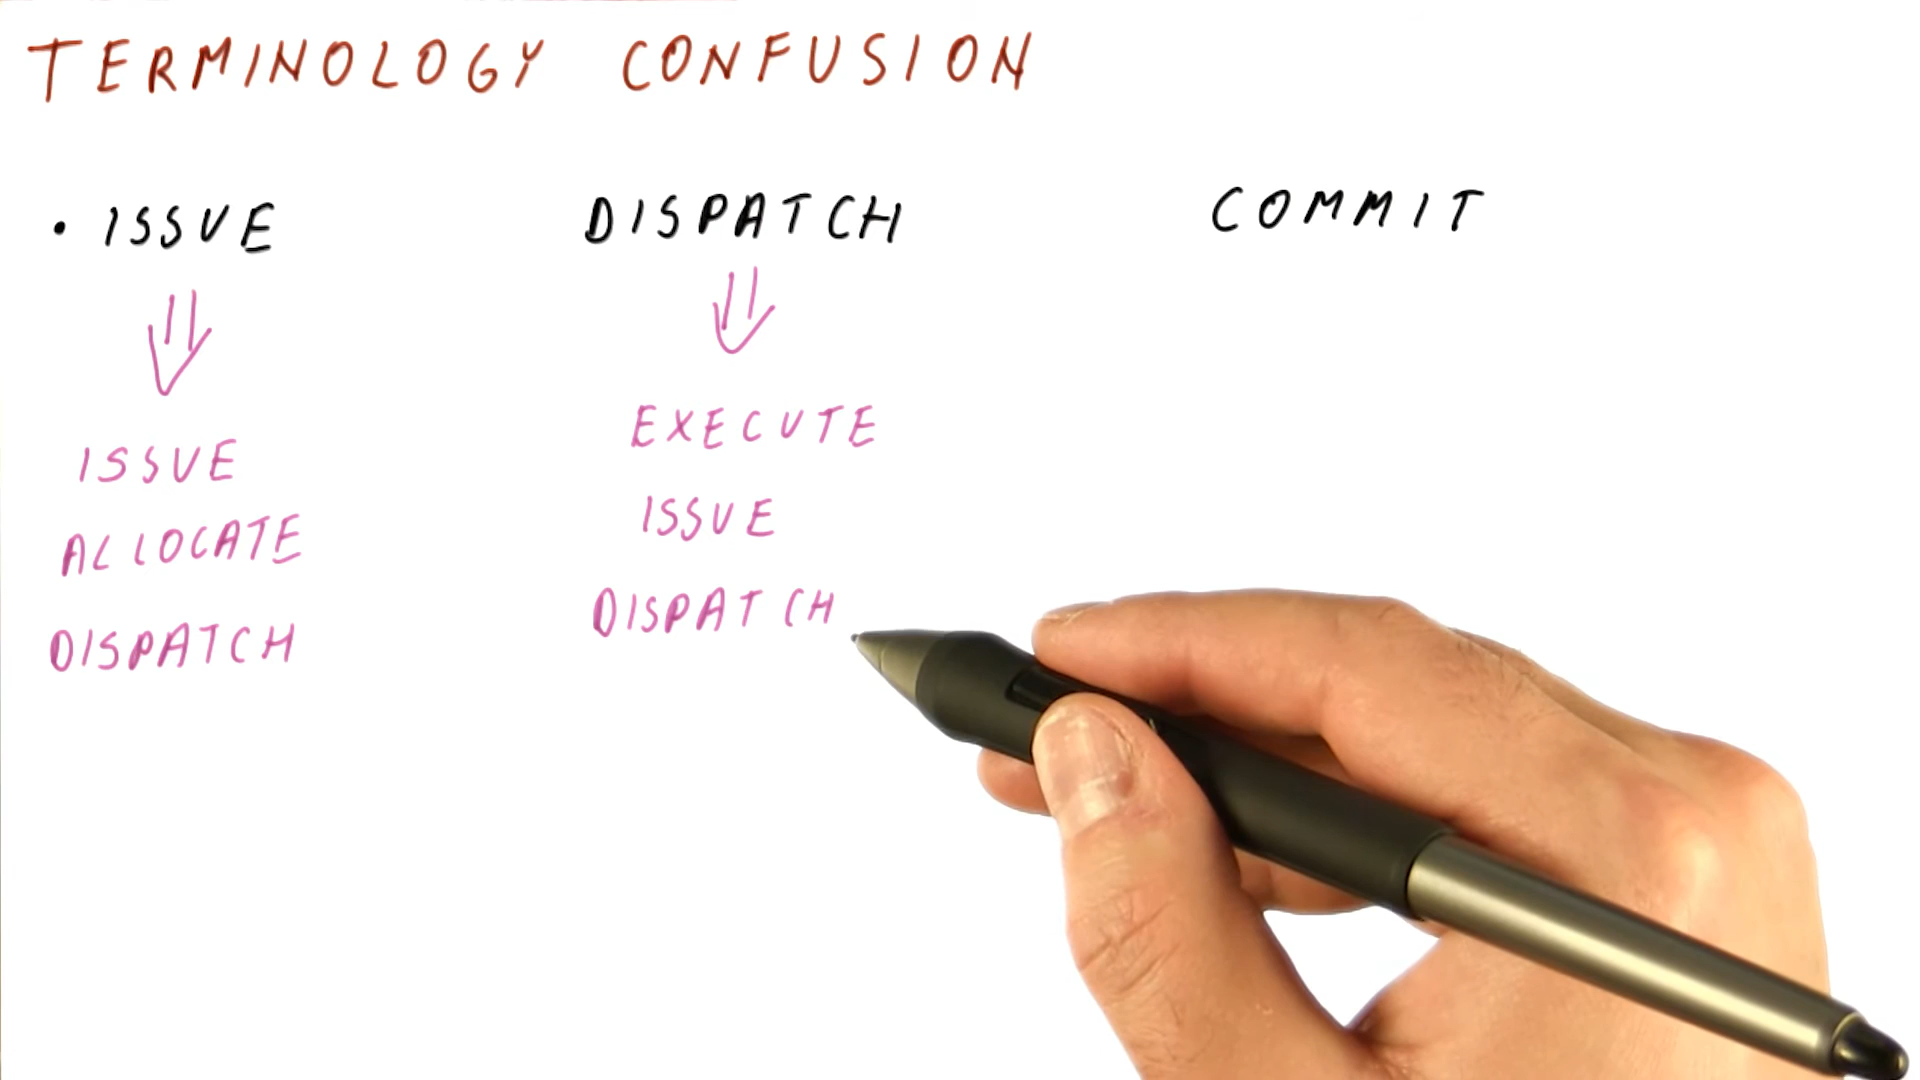 TERMINOLOGY CONFUSION
• ISSUE DISPATCH COMMIT
ISSUE
ALLOCATE
DISPATCH
EXECUTE
ISSUE
DISPATCH